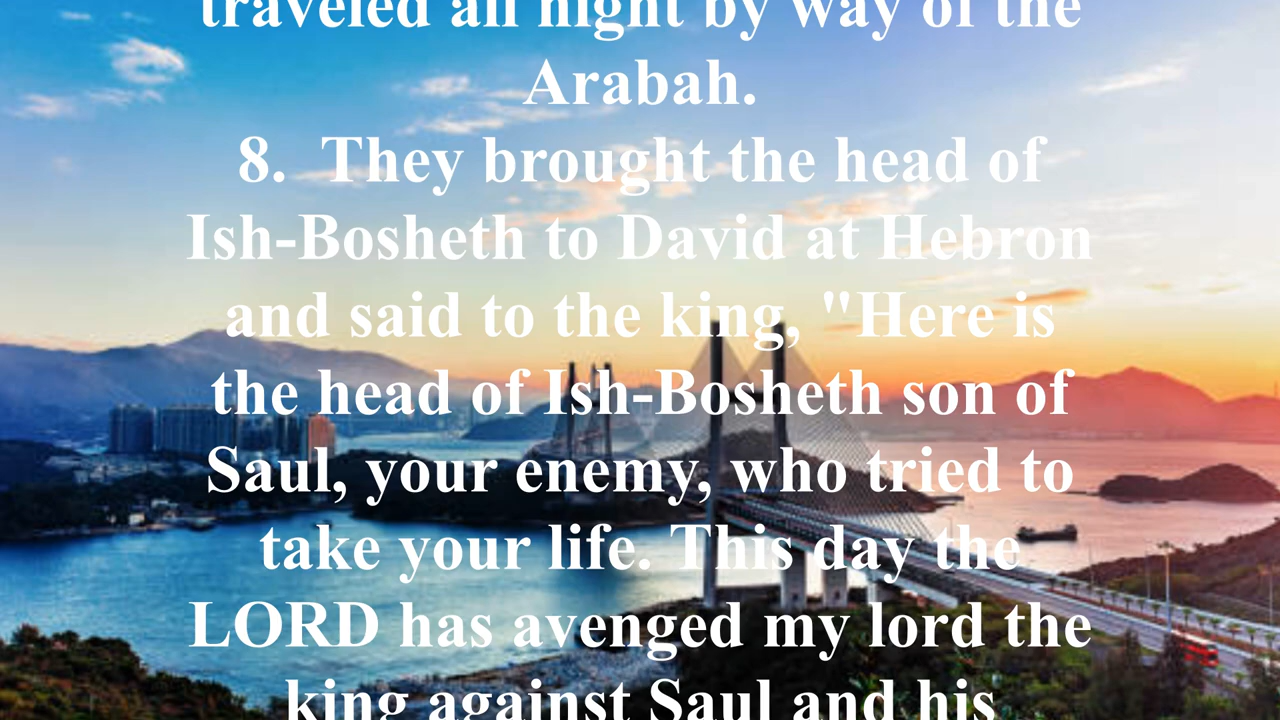 traveled all night by way of the
Arabah.
8.  They brought the head of
Ish-Bosheth to David at Hebron
and said to the king, "Here is
the head of Ish-Bosheth son of
Saul, your enemy, who tried to
take your life. This day the
LORD has avenged my lord the
king against Saul and his